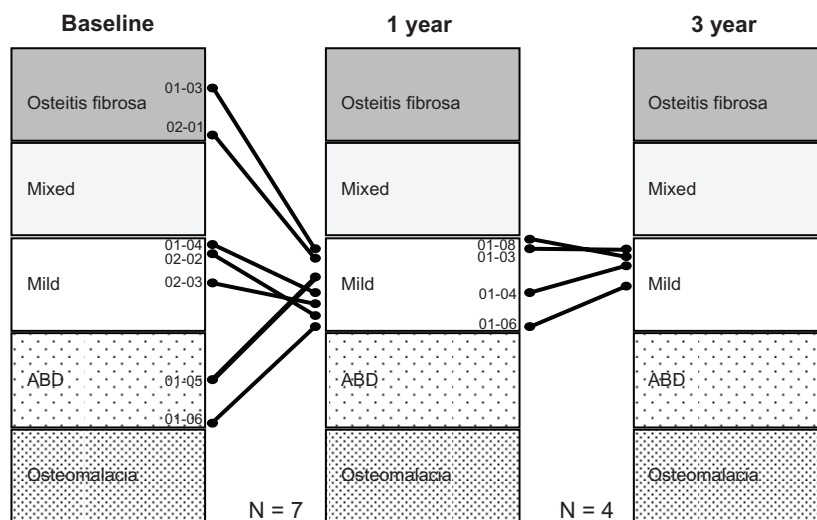 Baseline
1 year
3 year
01-03
Osteitis fibrosa
Osteitis fibrosa
Osteitis fibrosa
02-01
Mixed
Mixed
Mixed
01-04
01-08
02-02
01-03
Mild
02-03
Mild
Mild
01-04
01-06
ABD
01-05
ABD
ABD
01-06
Osteomalacia
Osteomalacia
Osteomalacia
N = 7
N = 4